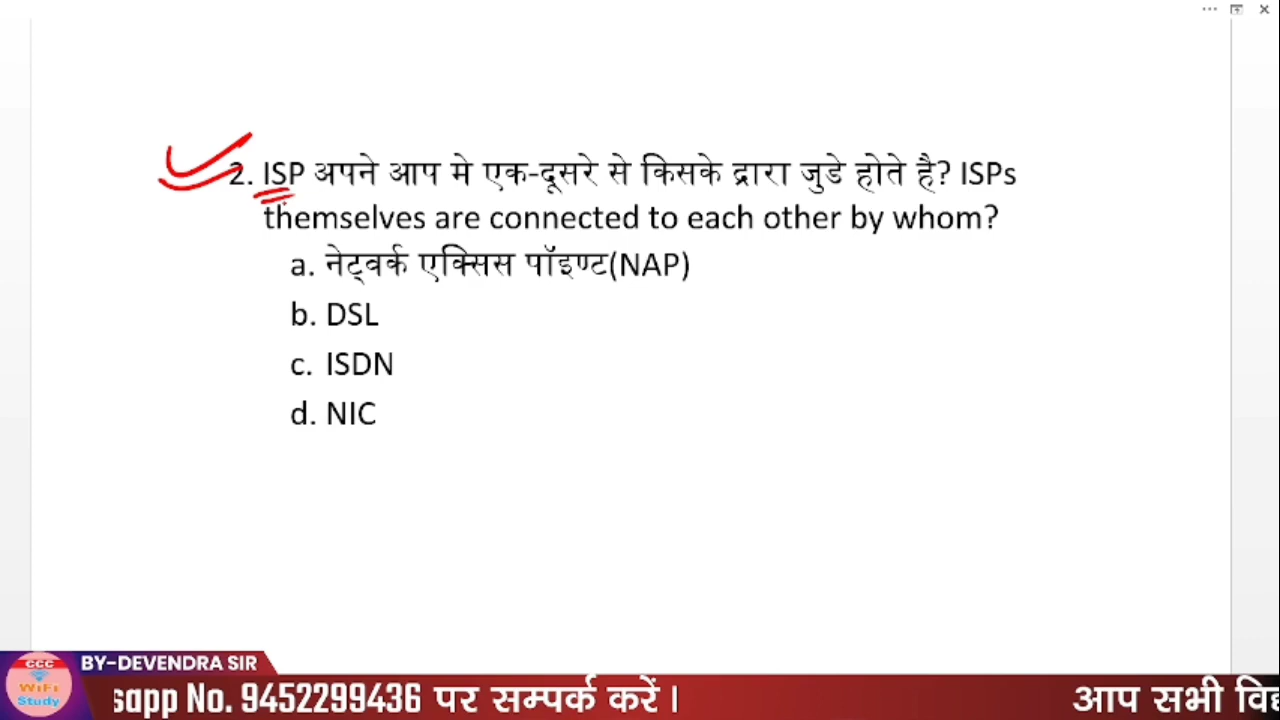 2. ISP अपने आप मे एक-दूसरे से किसके द्रारा जुडे होते है? ISPs
themselves are connected to each other by whom?
a. नेट्वर्क एक्सिस पॉइण्ट(NAP)
b. DSL
c. ISDN
d. NIC
BY-DEVENDRA SIR
CCC
WiFi
Study
sapp No. 9452299436 पर सम्पर्क करें। आप सभी